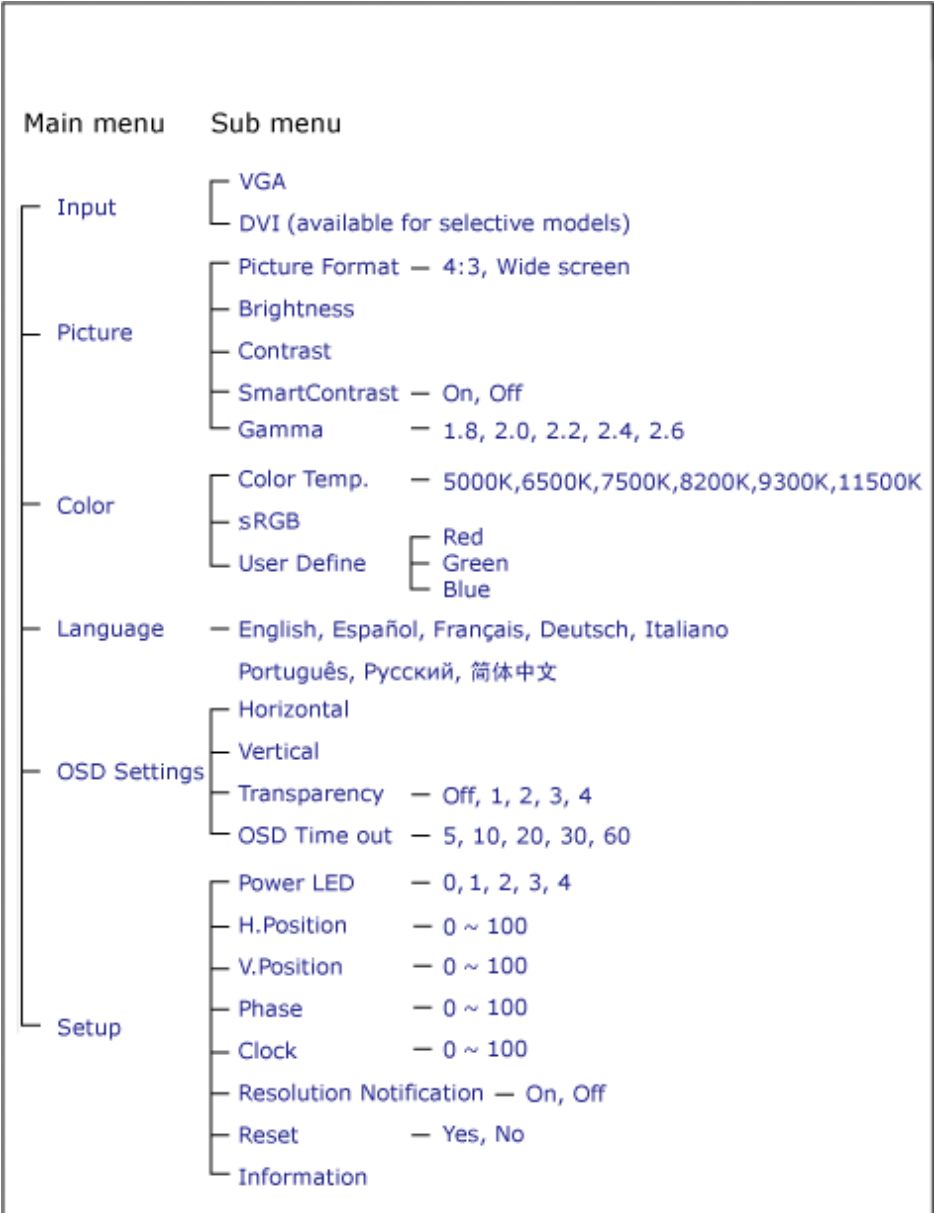 Main menu Sub menu
VGA
Input
DVI (available for selective models)
Picture Format — 4:3, Wide screen
Brightness
Picture
Contrast
SmartContrast — On, Off
Gamma — 1.8, 2.0, 2.2, 2.4, 2.6
Color Temp. — 5000K,6500K,7500K,8200K,9300K,11500K
Color
sRGB
Red
User Define Green
Blue
Language — English, Español, Français, Deutsch, Italiano
Português, Русский, 简体中文
Horizontal
Vertical
OSD Settings
Transparency — Off, 1, 2, 3, 4
OSD Time out — 5, 10, 20, 30, 60
Power LED — 0, 1, 2, 3, 4
H.Position — 0 ~ 100
V.Position — 0 ~ 100
Phase — 0 ~ 100
Setup
Clock — 0 ~ 100
Resolution Notification — On, Off
Reset — Yes, No
Information